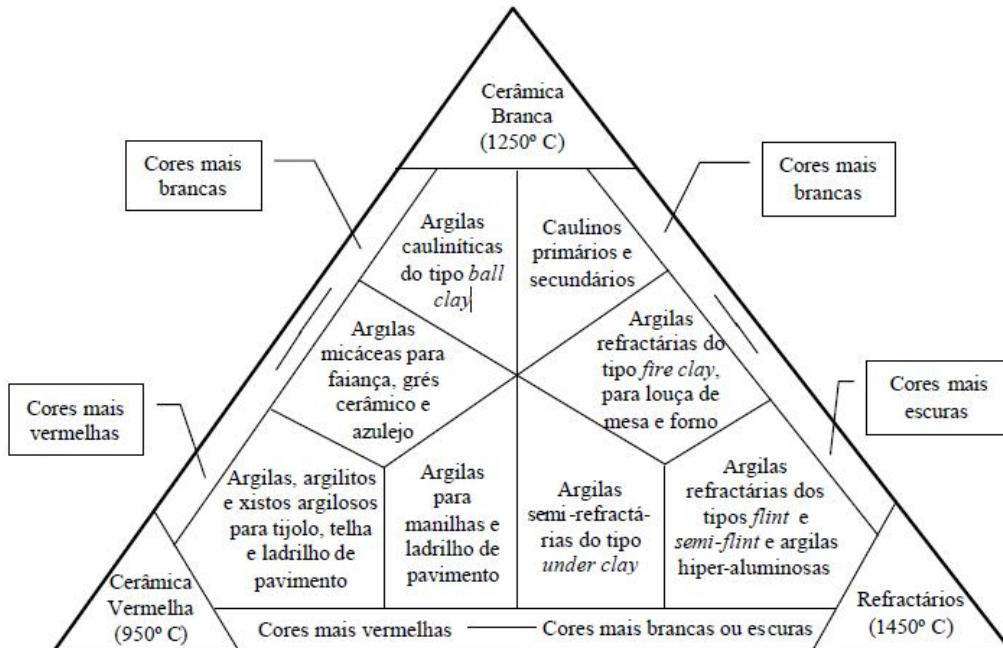 Cerâmica
Branca
(1250º C)
Cores mais
brancas
Cores mais
brancas
Argilas
cauliníticas
do tipo ball
clay
Caulinos
primários e
secundários
Argilas
micáceas para
faiança, grés
cerâmico e
azulejo
Argilas
refractárias do
tipo fire clay,
para louça de
mesa e forno
Cores mais
vermelhas
Cores mais
escuras
Argilas, argilitos
e xistos argilosos
para tijolo, telha
e ladrilho de
pavimento
Argilas
para
manilhas e
ladrilho de
pavimento
Argilas
semi-refractá-
rias do tipo
under clay
Argilas
refractárias dos
tipos flint e
semi-flint e argilas
hiper-aluminosas
Cerâmica
Vermelha
(950º C)
Cores mais vermelhas
Cores mais brancas ou escuras
Refractários
(1450º C)